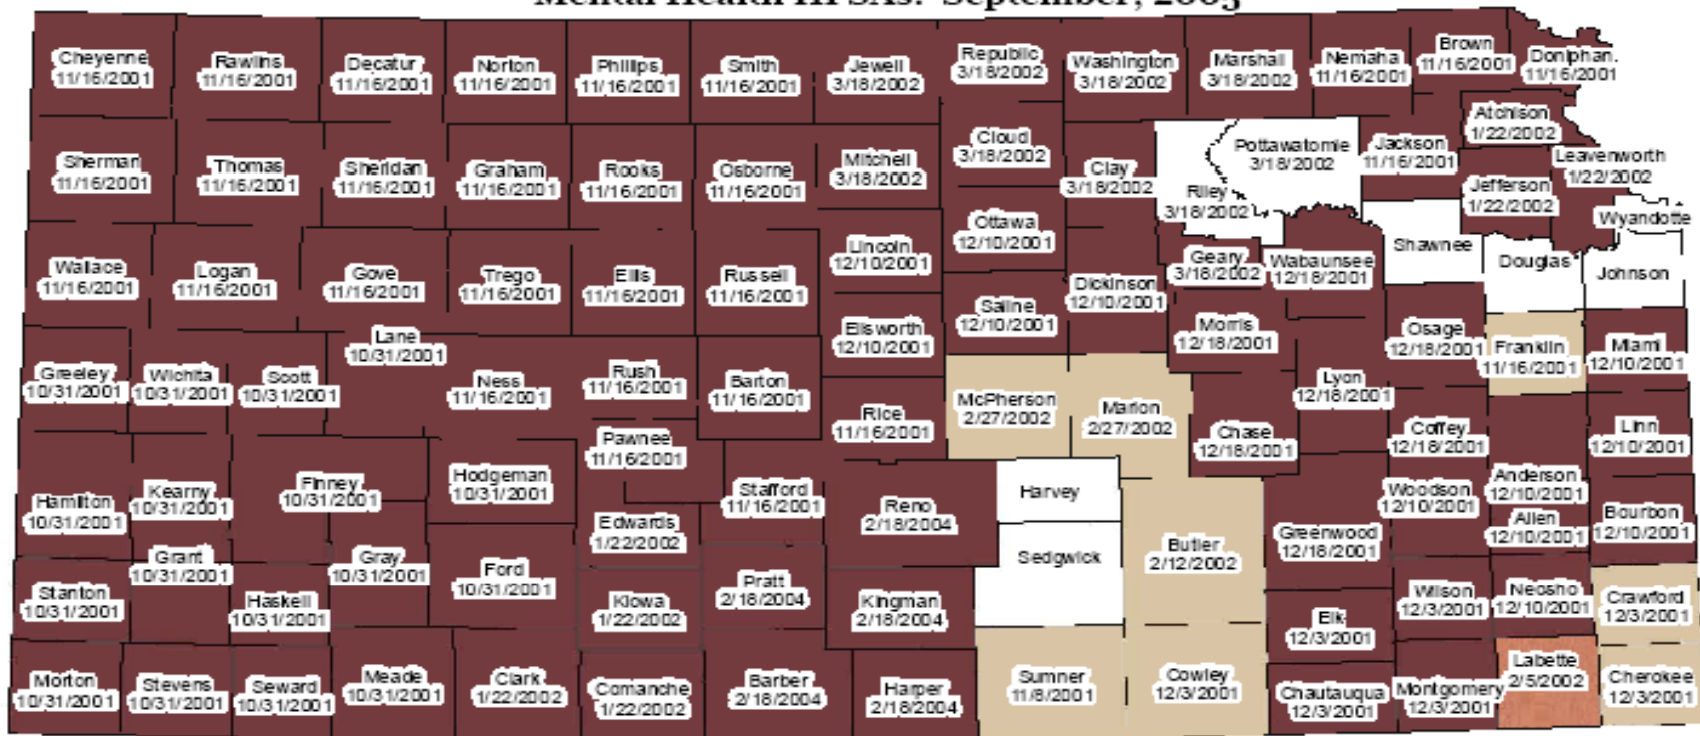 Mental Health HPSAs: September, 2005
Cheyenne
11/16/2001
Rawlins
11/16/2001
Decatur
11/16/2001
Norton
11/16/2001
Phillips
11/16/2001
Smith
11/16/2001
Jewell
3/18/2002
Republic
3/18/2002
Washington
3/18/2002
Marshall
3/18/2002
Nemaha
11/16/2001
Brown
11/16/2001
Doniphan.
11/16/2001
Atchison
1/22/2002
Sherman
11/16/2001
Thomas
11/16/2001
Sheridan
11/16/2001
Graham
11/16/2001
Rooks
11/16/2001
Osborne
11/16/2001
Mitchell
3/18/2002
Cloud
3/18/2002
Clay
3/18/2002
Riley
3/18/2002
Pottawatomie
3/18/2002
Jackson
11/16/2001
Jefferson
1/22/2002
Leavenworth
1/22/2002
Wyandotte
Wallace
11/16/2001
Logan
11/16/2001
Gove
11/16/2001
Trego
11/16/2001
Ellis
11/16/2001
Russell
11/16/2001
Lincoln
12/10/2001
Ottawa
12/10/2001
Saline
12/10/2001
Dickinson
12/10/2001
Geary
3/18/2002
Wabaunsee
12/18/2001
Shawnee
Douglas
Johnson
Greeley
10/31/2001
Wichita
10/31/2001
Scott
10/31/2001
Lane
10/31/2001
Ness
11/16/2001
Rush
11/16/2001
Barton
11/16/2001
Ellsworth
12/10/2001
Rice
11/16/2001
McPherson
2/27/2002
Marion
2/27/2002
Morris
12/18/2001
Chase
12/18/2001
Lyon
12/18/2001
Osage
12/18/2001
Franklin
11/16/2001
Miami
12/10/2001
Coffey
12/18/2001
Linn
12/10/2001
Hamilton
10/31/2001
Kearny
10/31/2001
Finney
10/31/2001
Hodgeman
10/31/2001
Pawnee
11/16/2001
Stafford
11/16/2001
Edwards
1/22/2002
Reno
2/18/2004
Harvey
Sedgwick
Butler
2/12/2002
Greenwood
12/18/2001
Woodson
12/10/2001
Anderson
12/10/2001
Allen
12/10/2001
Bourbon
12/10/2001
Stanton
10/31/2001
Grant
10/31/2001
Haskell
10/31/2001
Gray
10/31/2001
Ford
10/31/2001
Kiowa
1/22/2002
Pratt
2/18/2004
Kingman
2/18/2004
Elk
12/3/2001
Wilson
12/3/2001
Neosho
12/10/2001
Crawford
12/3/2001
Morton
10/31/2001
Stevens
10/31/2001
Seward
10/31/2001
Meade
10/31/2001
Clark
1/22/2002
Comanche
1/22/2002
Barber
2/18/2004
Harper
2/18/2004
Sumner
11/8/2001
Cowley
12/3/2001
Chautauqua
12/3/2001
Montgomery
12/3/2001
Labette
2/5/2002
Cherokee
12/3/2001